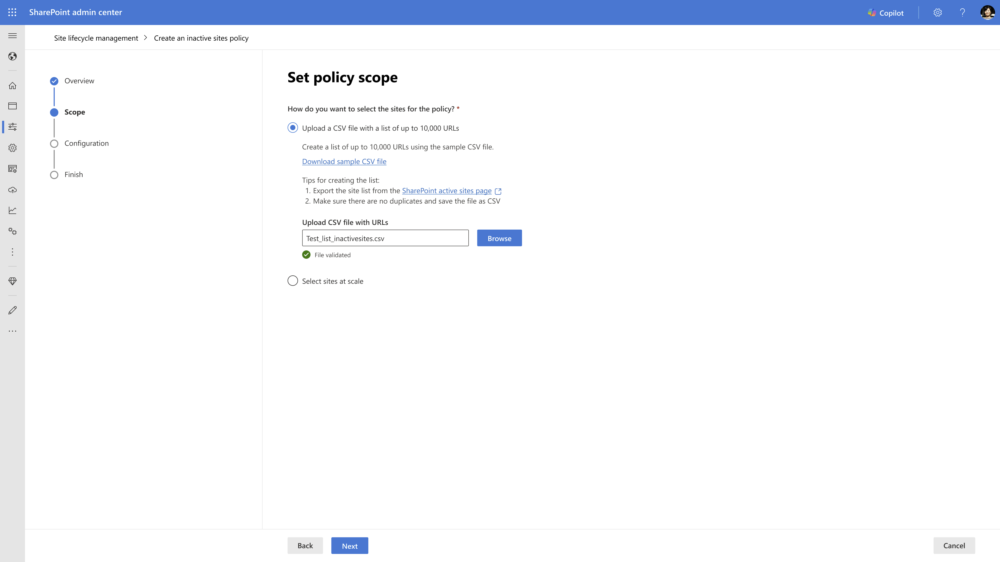 SharePoint admin center
Copilot
Site lifecycle management > Create an inactive sites policy
Overview
Scope
Configuration
Finish
Set policy scope
How do you want to select the sites for the policy? *
Upload a CSV file with a list of up to 10,000 URLs
Create a list of up to 10,000 URLs using the sample CSV file.
Download sample CSV file
Tips for creating the list:
1. Export the site list from the SharePoint active sites page
2. Make sure there are no duplicates and save the file as CSV
Upload CSV file with URLs
Test_list_inactivesites.csv
Browse
File validated
Select sites at scale
Back
Next
Cancel